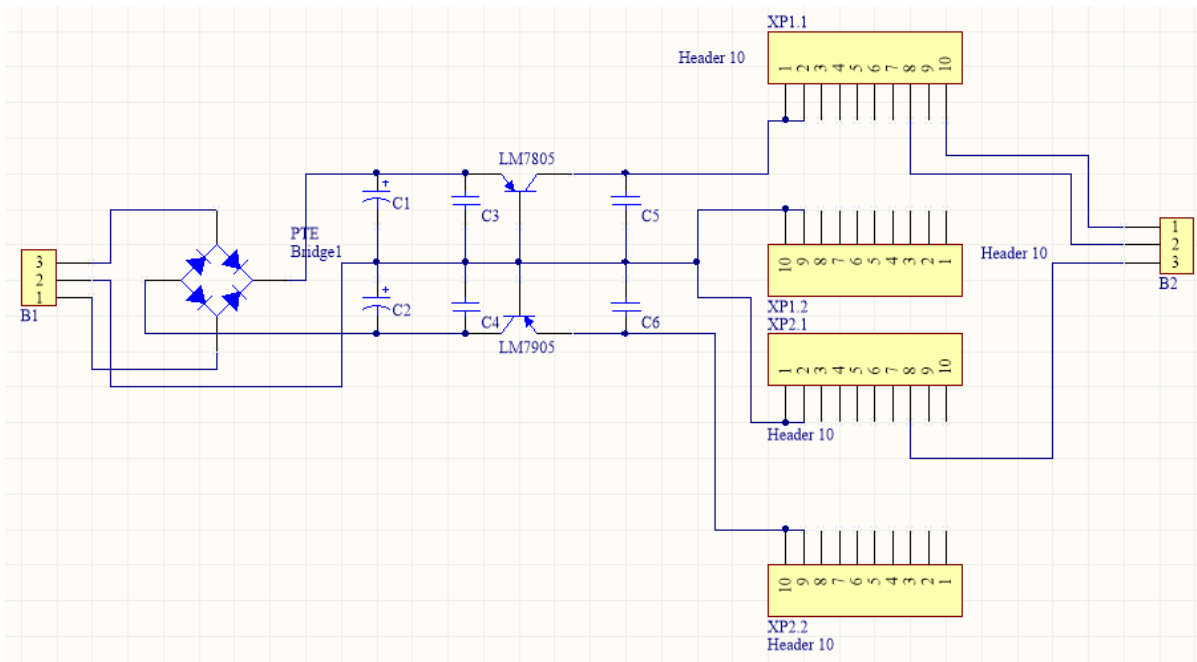 XP1.1
Header 10
1 2 3 4 5 6 7 8 9 10
LM7805
+
C1
C3
C5
PTE
Bridge1
3
2
1
B1
10 9 8 7 6 5 4 3 2 1
Header 10
XP1.2
1
2
3
B2
+
C2
C4
C6
LM7905
XP2.1
1 2 3 4 5 6 7 8 9 10
Header 10
10 9 8 7 6 5 4 3 2 1
XP2.2
Header 10